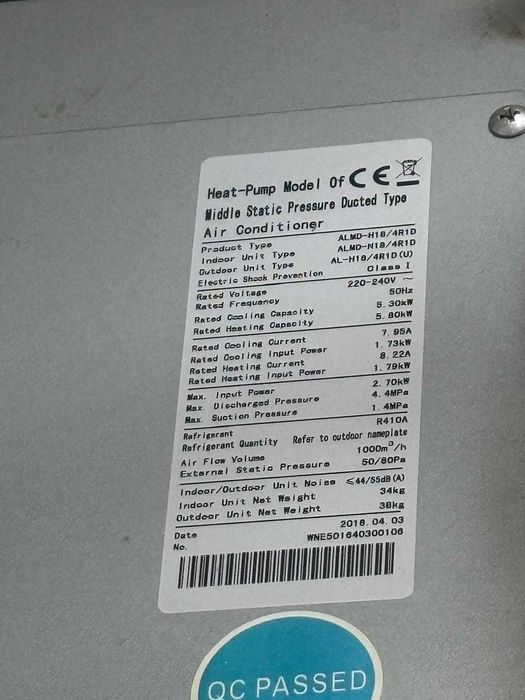 Heat-Pump Model Of CE
Middle Static Pressure Ducted Type
Air Conditioner
Product Type ALMD-H18/4R1D
Indoor Unit Type ALMD-H18/4R1D
Outdoor Unit Type AL-H18/4R1D(U)
Electric Shock Prevention Class I
Rated Voltage 220-240V ~
Rated Frequency 50Hz
Rated Cooling Capacity 5.30kW
Rated Heating Capacity 5.80kW
Rated Cooling Current 7.95A
Rated Cooling Input Power 1.73kW
Rated Heating Current 8.22A
Rated Heating Input Power 1.79kW
Max. Input Power 2.70kW
Max. Discharged Pressure 4.4MPa
Max. Suction Pressure 1.4MPa
Refrigerant R410A
Refrigerant Quantity Refer to outdoor nameplate
Air Flow Volume 1000m³/h
External Static Pressure 50/80Pa
Indoor/Outdoor Unit Noise ≤44/55dB(A)
Indoor Unit Net Weight 34kg
Outdoor Unit Net Weight 38kg
Date 2016.04.03
No. WNE501640300106
QC PASSED